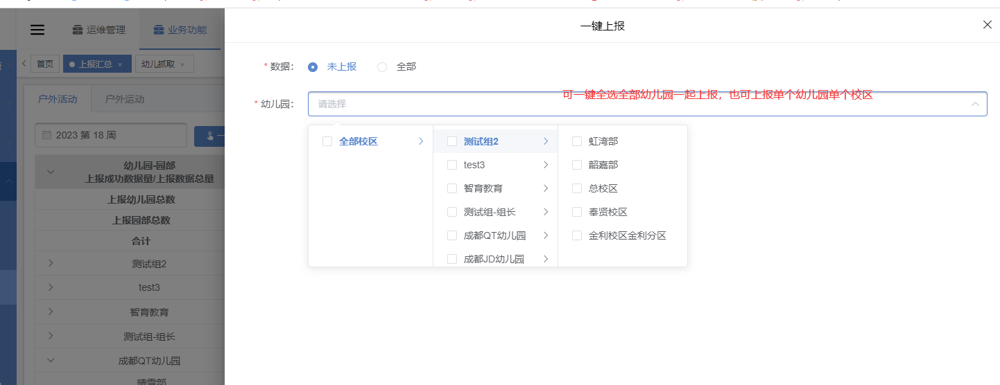 一键上报
运维管理
业务功能
首页
上报汇总 ×
幼儿抓取 ×
户外活动
户外运动
2023 第 18 周
幼儿园-园部
上报成功数据量/上报数据总量
上报幼儿园总数
上报园部总数
合计
测试组2
test3
智育教育
测试组-组长
成都QT幼儿园
晴雪部
* 数据:
未上报
全部
* 幼儿园:
请选择
可一键全选全部幼儿园一起上报，也可上报单个幼儿园单个校区
全部校区
测试组2
test3
智育教育
测试组-组长
成都QT幼儿园
成都JD幼儿园
虹湾部
韶嘉部
总校区
奉贤校区
金利校区金利分区